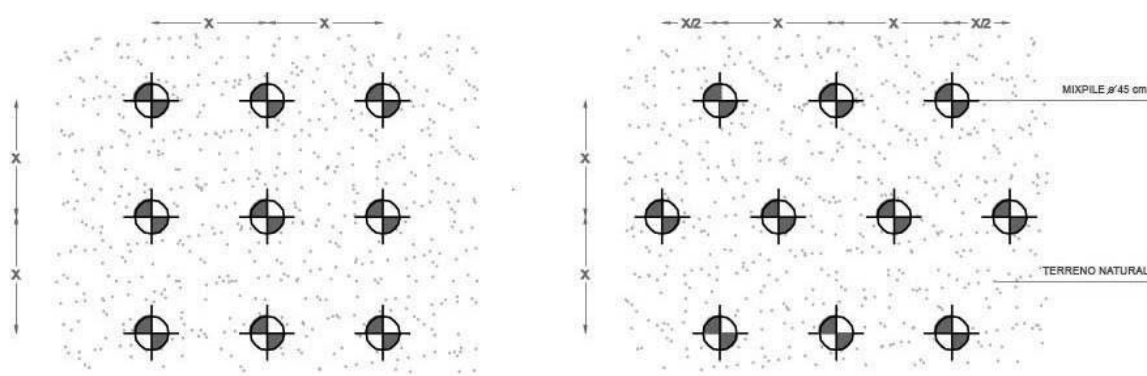 X X
X/2 X X X/2
MIXPILE ø 45 cm
X X
X X
TERRENO NATURAL